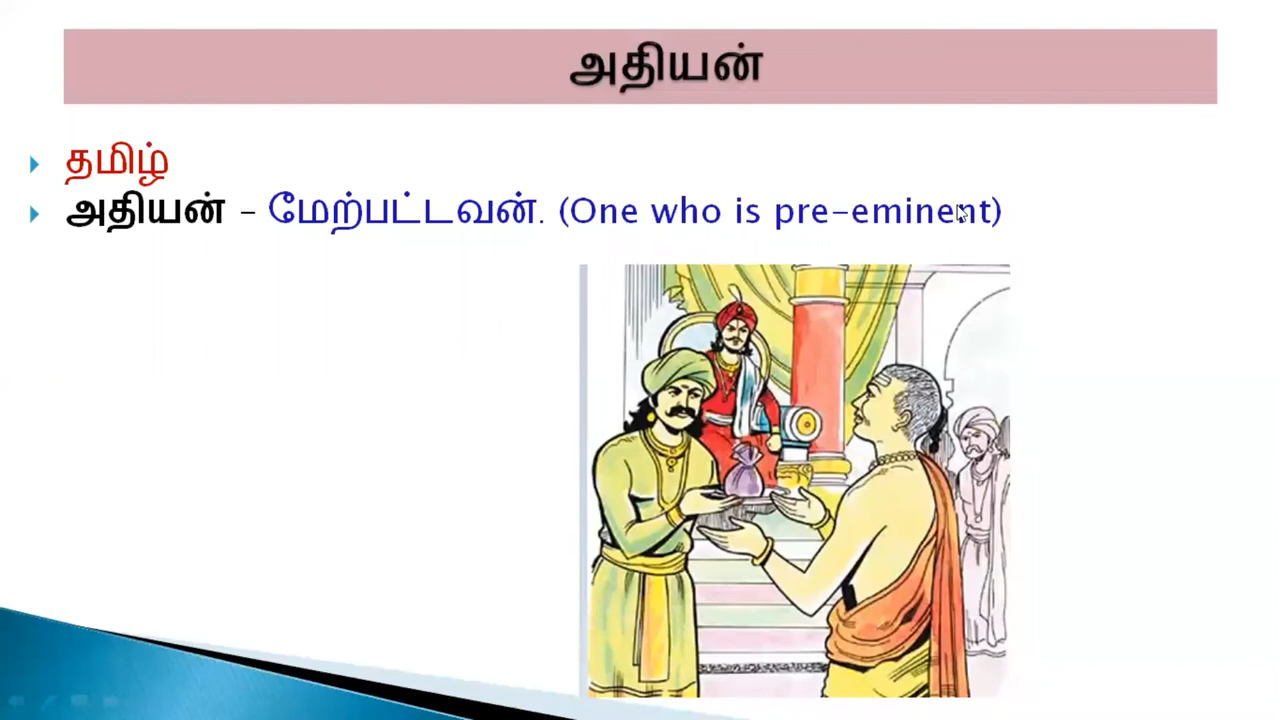 அதியன்
தமிழ்
அதியன் - மேற்பட்டவன். (One who is pre-eminent)